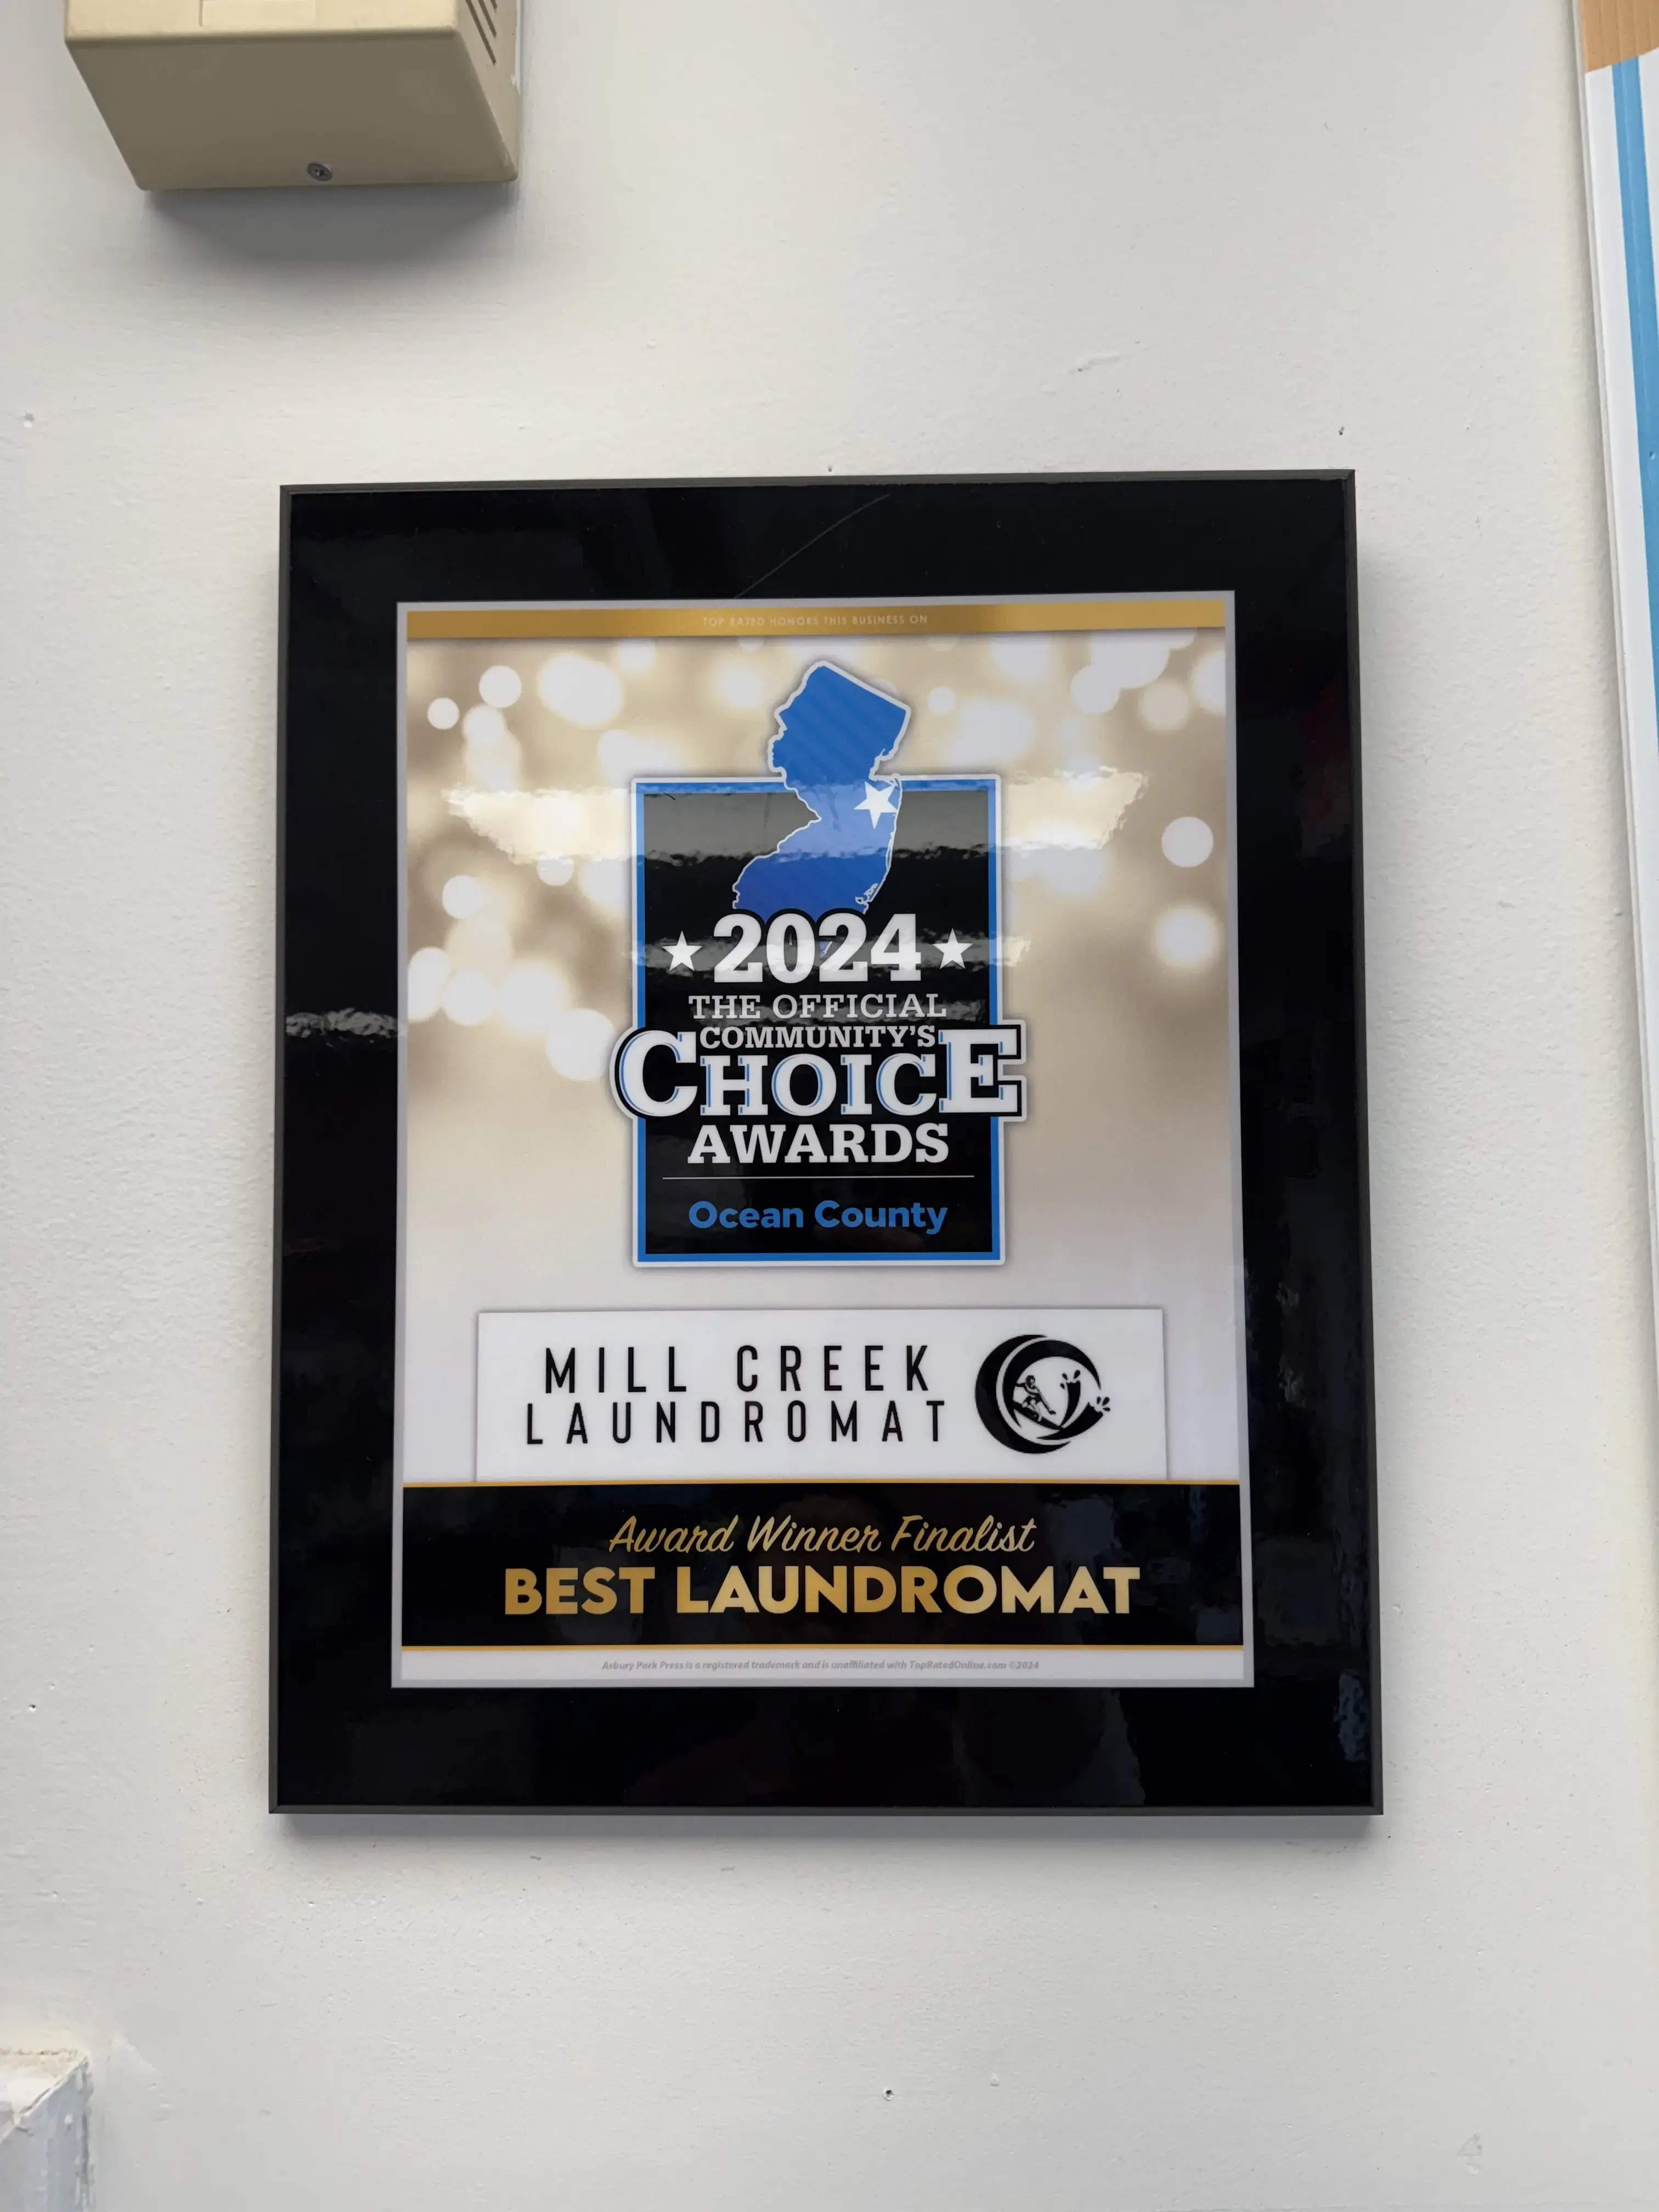 TOP RATED HONORS THIS BUSINESS ON
2024
THE OFFICIAL
COMMUNITY'S
CHOICE
AWARDS
Ocean County
MILL CREEK
LAUNDROMAT
Award Winner Finalist
BEST LAUNDROMAT
Asbury Park Press is a registered trademark and is unaffiliated with TopRatedOnline.com ©2024